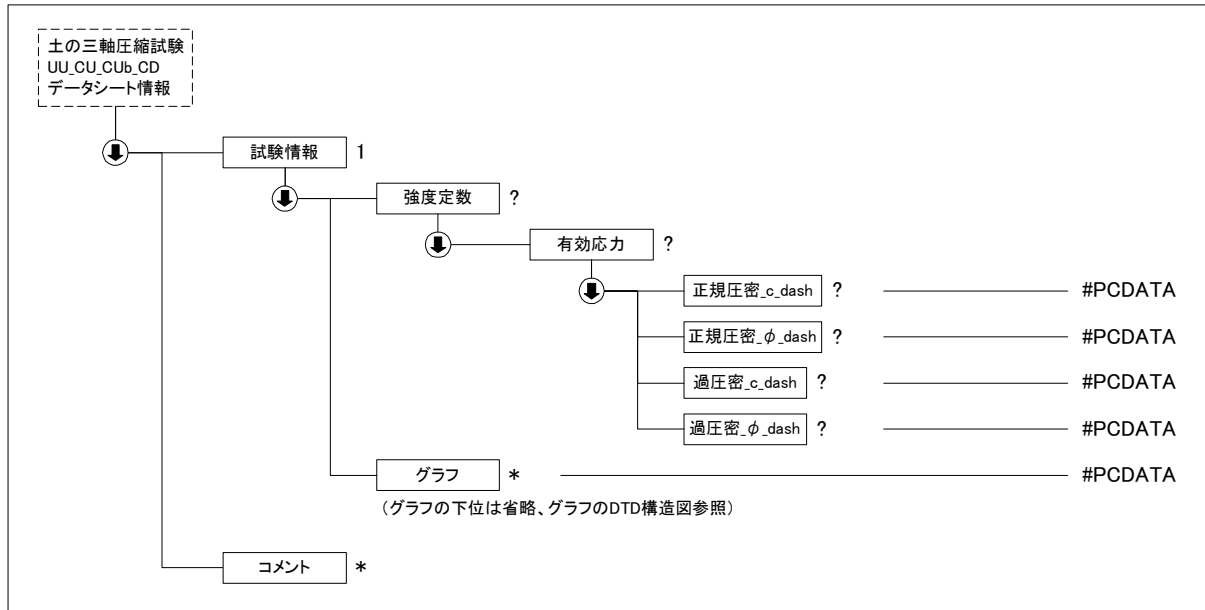 土の三軸圧縮試験
UU_CU_CUb_CD
データシート情報
試験情報 1
強度定数 ?
有効応力 ?
正規圧密_c_dash ? #PCDATA
正規圧密_φ_dash ? #PCDATA
過圧密_c_dash ? #PCDATA
過圧密_φ_dash ? #PCDATA
グラフ * #PCDATA
（グラフの下位は省略、グラフのDTD構造図参照）
コメント *